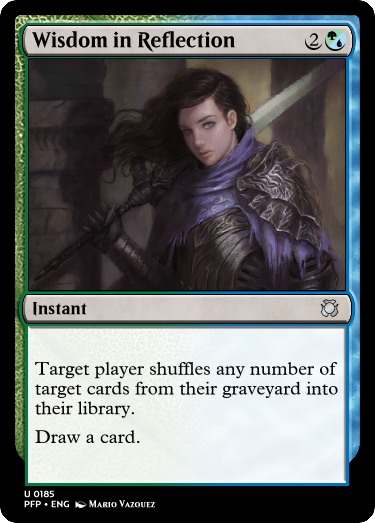 Wisdom in Reflection 2
Instant
Target player shuffles any number of
target cards from their graveyard into
their library.
Draw a card.
U 0185
PFP • ENG Mario Vazquez